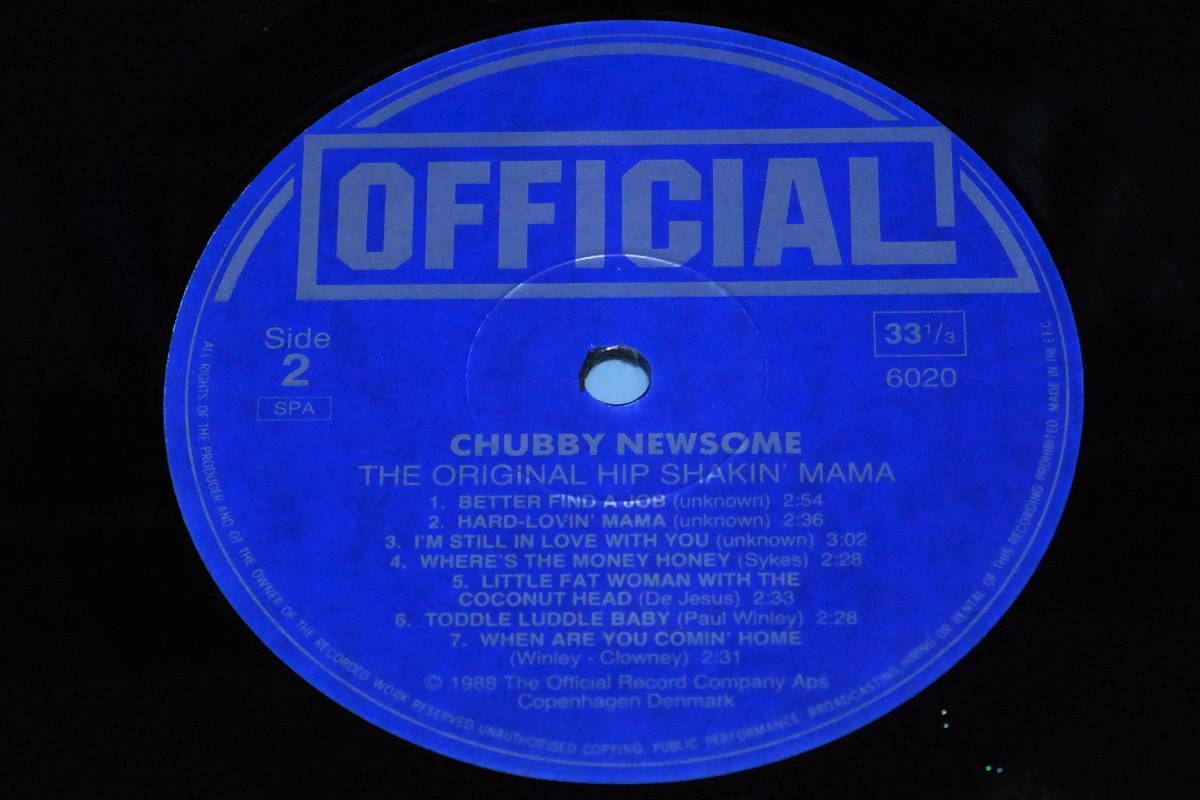 OFFICIAL
Side
2
SPA
33 1/3
6020
CHUBBY NEWSOME
THE ORIGINAL HIP SHAKIN' MAMA
1. BETTER FIND A JOB (unknown) 2:54
2. HARD-LOVIN' MAMA (unknown) 2:36
3. I'M STILL IN LOVE WITH YOU (unknown) 3:02
4. WHERE'S THE MONEY HONEY (Sykes) 2:28
5. LITTLE FAT WOMAN WITH THE
COCONUT HEAD (De Jesus) 2:33
6. TODDLE LUDDLE BABY (Paul Winley) 2:28
7. WHEN ARE YOU COMIN' HOME
(Winley - Clowney) 2:31
© 1988 The Official Record Company Aps
Copenhagen Denmark
ALL RIGHTS OF THE PRODUCER AND OF THE OWNER OF THE RECORDED WORK RESERVED. UNAUTHORISED COPYING, PUBLIC PERFORMANCE, BROADCASTING, HIRING OR RENTAL OF THIS RECORDING PROHIBITED. MADE IN THE E.E.C.